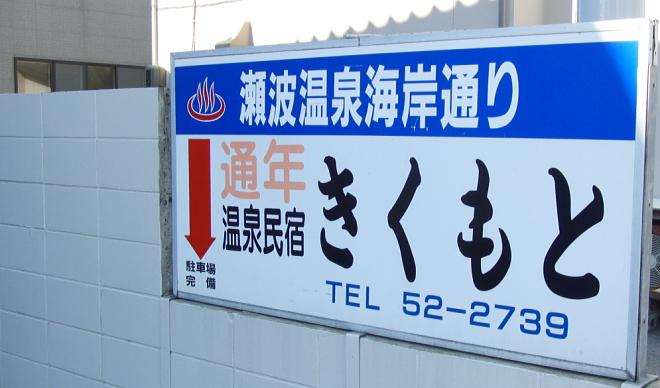 瀬波温泉海岸通り
通年
温泉民宿
きくもと
駐車場
完備
TEL 52-2739